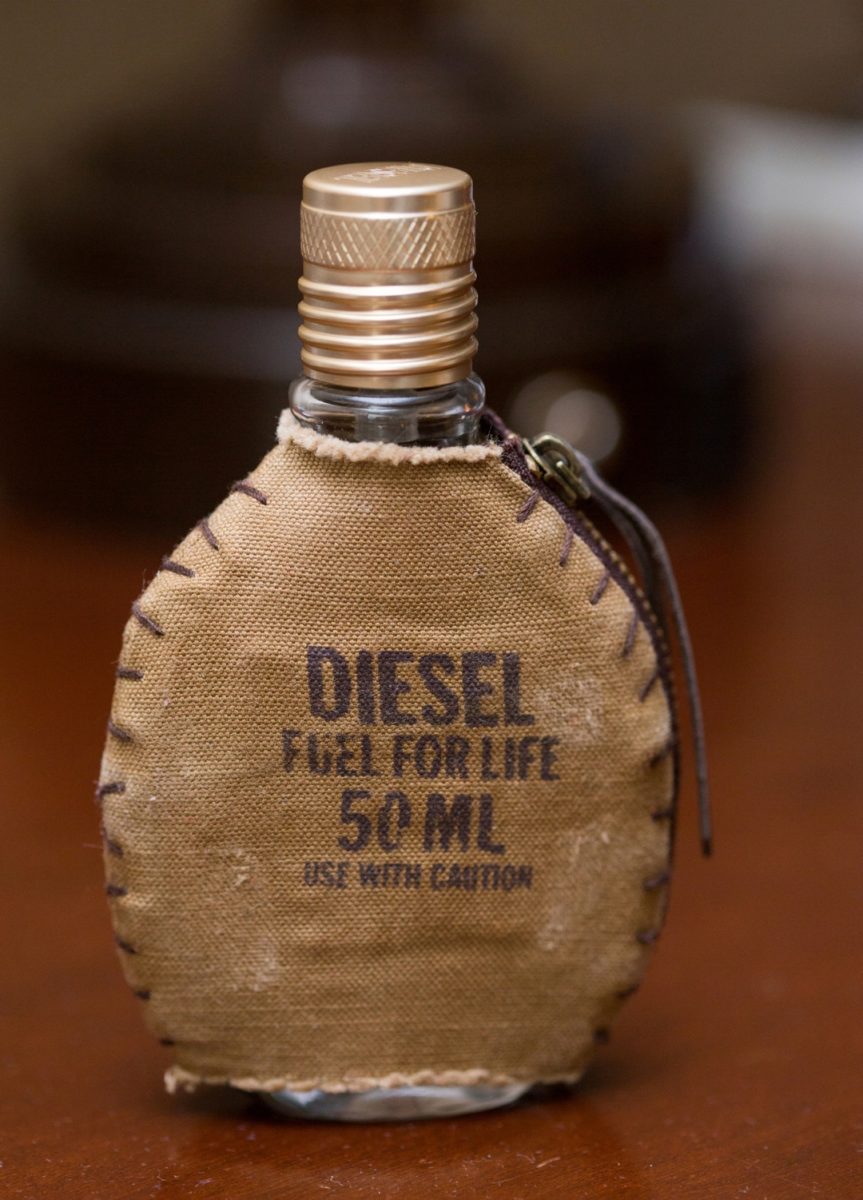 DIESEL
FUEL FOR LIFE
50 ML
USE WITH CAUTION